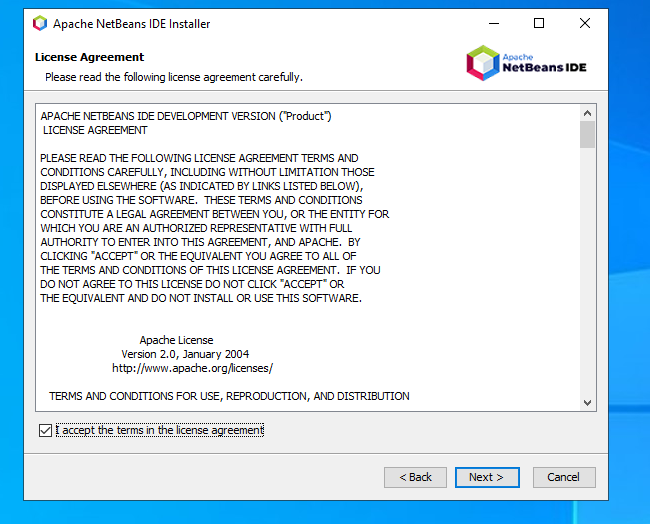 Apache NetBeans IDE Installer
License Agreement
Please read the following license agreement carefully.
Apache
NetBeans IDE
APACHE NETBEANS IDE DEVELOPMENT VERSION ("Product")
LICENSE AGREEMENT
PLEASE READ THE FOLLOWING LICENSE AGREEMENT TERMS AND
CONDITIONS CAREFULLY, INCLUDING WITHOUT LIMITATION THOSE
DISPLAYED ELSEWHERE (AS INDICATED BY LINKS LISTED BELOW),
BEFORE USING THE SOFTWARE.  THESE TERMS AND CONDITIONS
CONSTITUTE A LEGAL AGREEMENT BETWEEN YOU, OR THE ENTITY FOR
WHICH YOU ARE AN AUTHORIZED REPRESENTATIVE WITH FULL
AUTHORITY TO ENTER INTO THIS AGREEMENT, AND APACHE.  BY
CLICKING "ACCEPT" OR THE EQUIVALENT YOU AGREE TO ALL OF
THE TERMS AND CONDITIONS OF THIS LICENSE AGREEMENT.  IF YOU
DO NOT AGREE TO THIS LICENSE DO NOT CLICK "ACCEPT" OR
THE EQUIVALENT AND DO NOT INSTALL OR USE THIS SOFTWARE.
Apache License
Version 2.0, January 2004
http://www.apache.org/licenses/
TERMS AND CONDITIONS FOR USE, REPRODUCTION, AND DISTRIBUTION
I accept the terms in the license agreement
< Back
Next >
Cancel